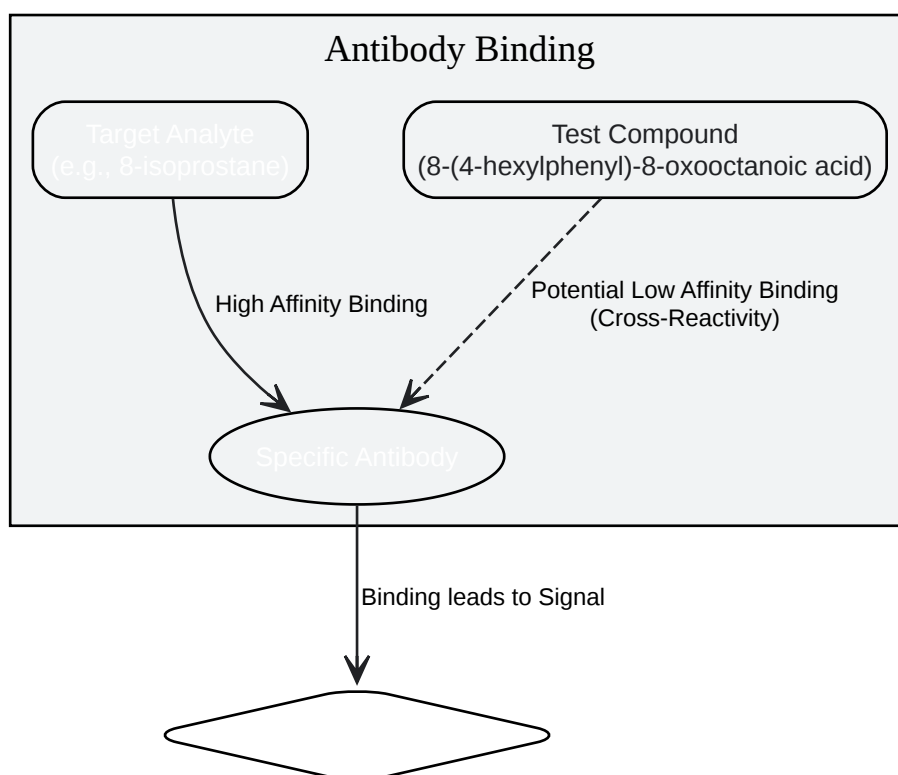 Antibody Binding
Target Analyte
(e.g., 8-isoprostane)
Test Compound
(8-(4-hexylphenyl)-8-oxooctanoic acid)
High Affinity Binding
Potential Low Affinity Binding
(Cross-Reactivity)
Specific Antibody
Binding leads to Signal